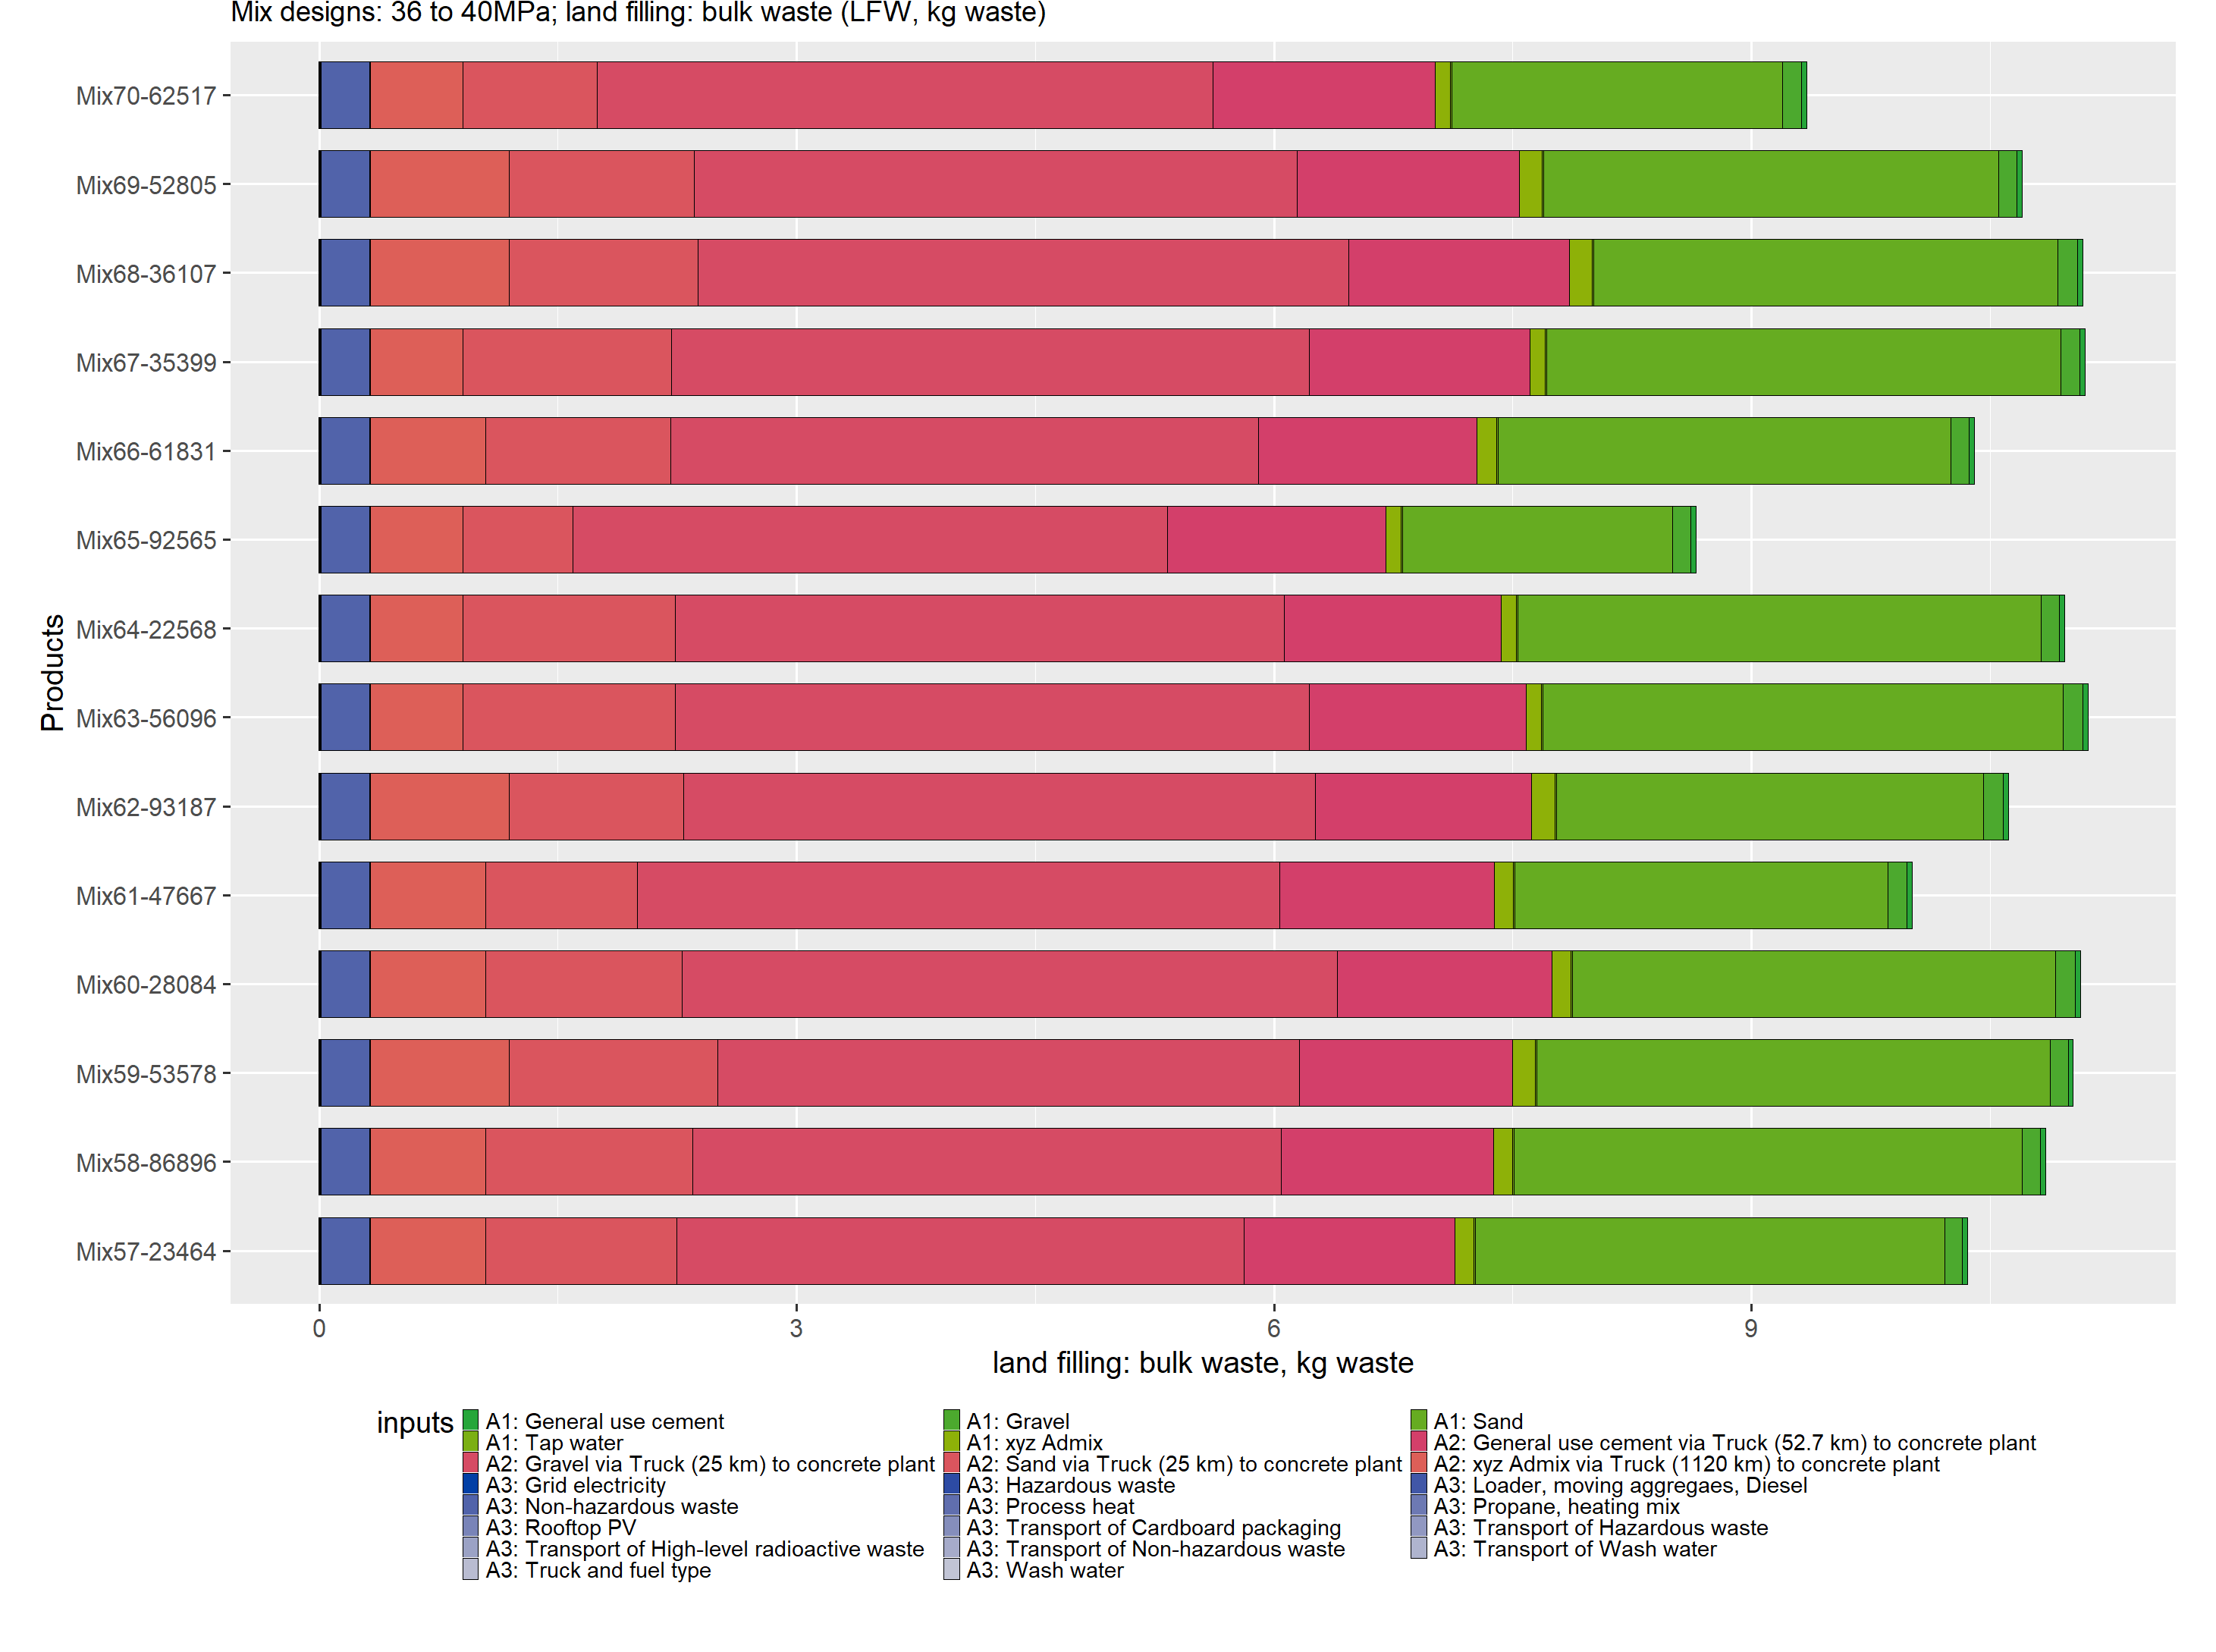 Mix designs: 36 to 40MPa; land filling: bulk waste (LFW, kg waste)
Mix70-62517
Mix69-52805
Mix68-36107
Mix67-35399
Mix66-61831
Mix65-92565
Mix64-22568
Mix63-56096
Mix62-93187
Mix61-47667
Mix60-28084
Mix59-53578
Mix58-86896
Mix57-23464
Products
0 3 6 9
land filling: bulk waste, kg waste
inputs
A1: General use cement A1: Gravel A1: Sand
A1: Tap water A1: xyz Admix A2: General use cement via Truck (52.7 km) to concrete plant
A2: Gravel via Truck (25 km) to concrete plant A2: Sand via Truck (25 km) to concrete plant A2: xyz Admix via Truck (1120 km) to concrete plant
A3: Grid electricity A3: Hazardous waste A3: Loader, moving aggregaes, Diesel
A3: Non-hazardous waste A3: Process heat A3: Propane, heating mix
A3: Rooftop PV A3: Transport of Cardboard packaging A3: Transport of Hazardous waste
A3: Transport of High-level radioactive waste A3: Transport of Non-hazardous waste A3: Transport of Wash water
A3: Truck and fuel type A3: Wash water